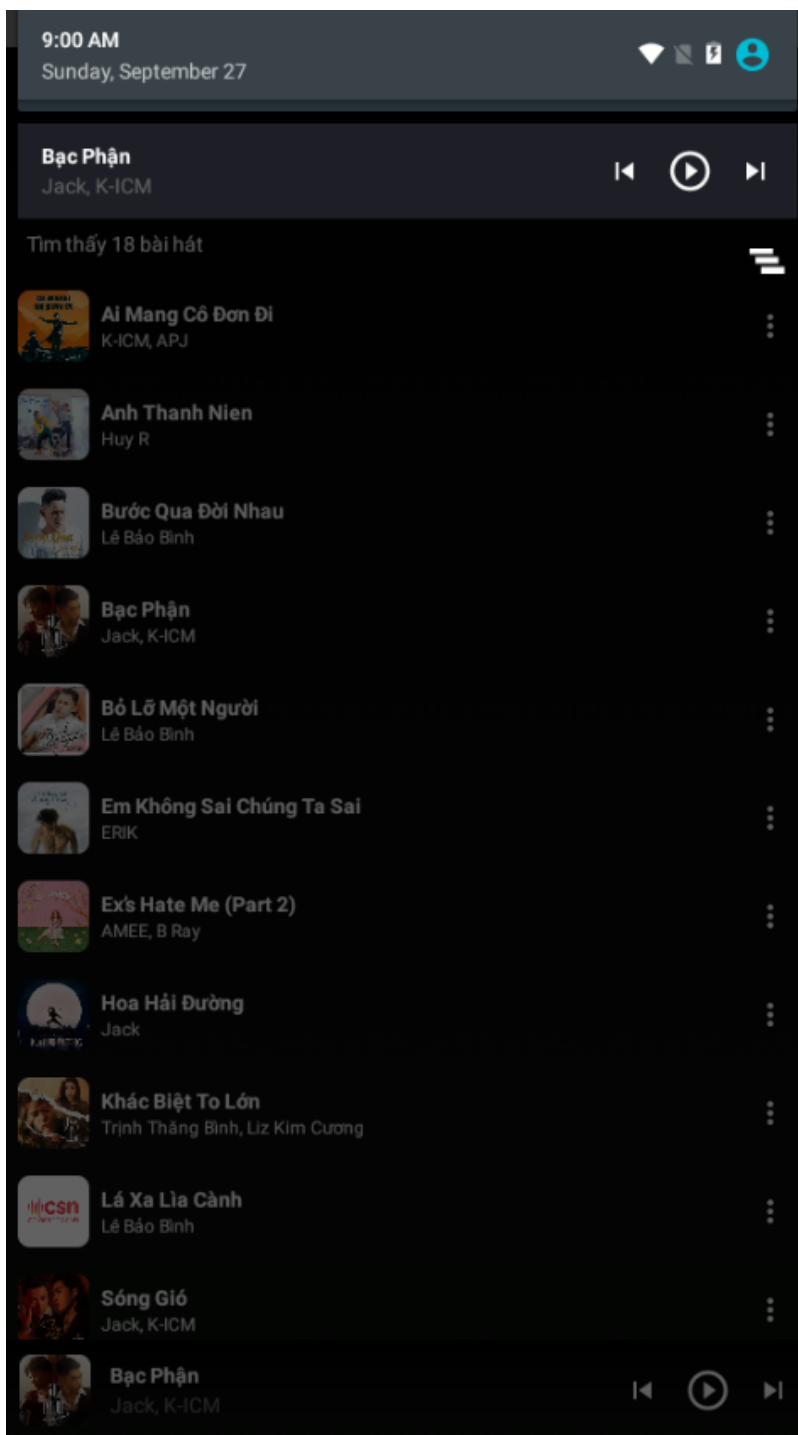 9:00 AM
Sunday, September 27
Bạc Phận
Jack, K-ICM
Tìm thấy 18 bài hát
Ai Mang Cô Đơn Đi
K-ICM, APJ
Anh Thanh Nien
Huy R
Bước Qua Đời Nhau
Lê Bảo Bình
Bạc Phận
Jack, K-ICM
Bỏ Lỡ Một Người
Lê Bảo Bình
Em Không Sai Chúng Ta Sai
ERIK
Ex's Hate Me (Part 2)
AMEE, B Ray
Hoa Hải Đường
Jack
Khác Biệt To Lớn
Trịnh Thăng Bình, Liz Kim Cương
csn
Lá Xa Lìa Cành
Lê Bảo Bình
Sóng Gió
Jack, K-ICM
Bạc Phận
Jack, K-ICM